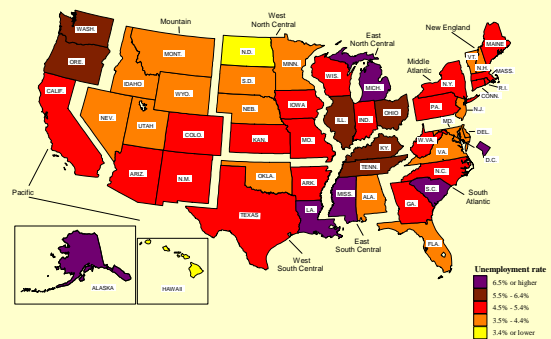 Mountain
West
North Central
East
North Central
New England
Middle
Atlantic
WASH.
ORE.
CALIF.
NEV.
IDAHO
MONT.
WYO.
UTAH
COLO.
ARIZ.
N.M.
N.D.
S.D.
NEB.
KAN.
MINN.
IOWA
MO.
OKLA.
TEXAS
ARK.
LA.
WIS.
MICH.
ILL.
IND.
OHIO
KY.
TENN.
MISS.
ALA.
GA.
FLA.
S.C.
N.C.
VA.
W.VA.
MD.
DEL.
D.C.
PA.
N.J.
N.Y.
CONN.
R.I.
MASS.
VT.
N.H.
MAINE
Pacific
West
South Central
East
South Central
South
Atlantic
ALASKA
HAWAII
Unemployment rate
6.5% or higher
5.5% - 6.4%
4.5% - 5.4%
3.5% - 4.4%
3.4% or lower